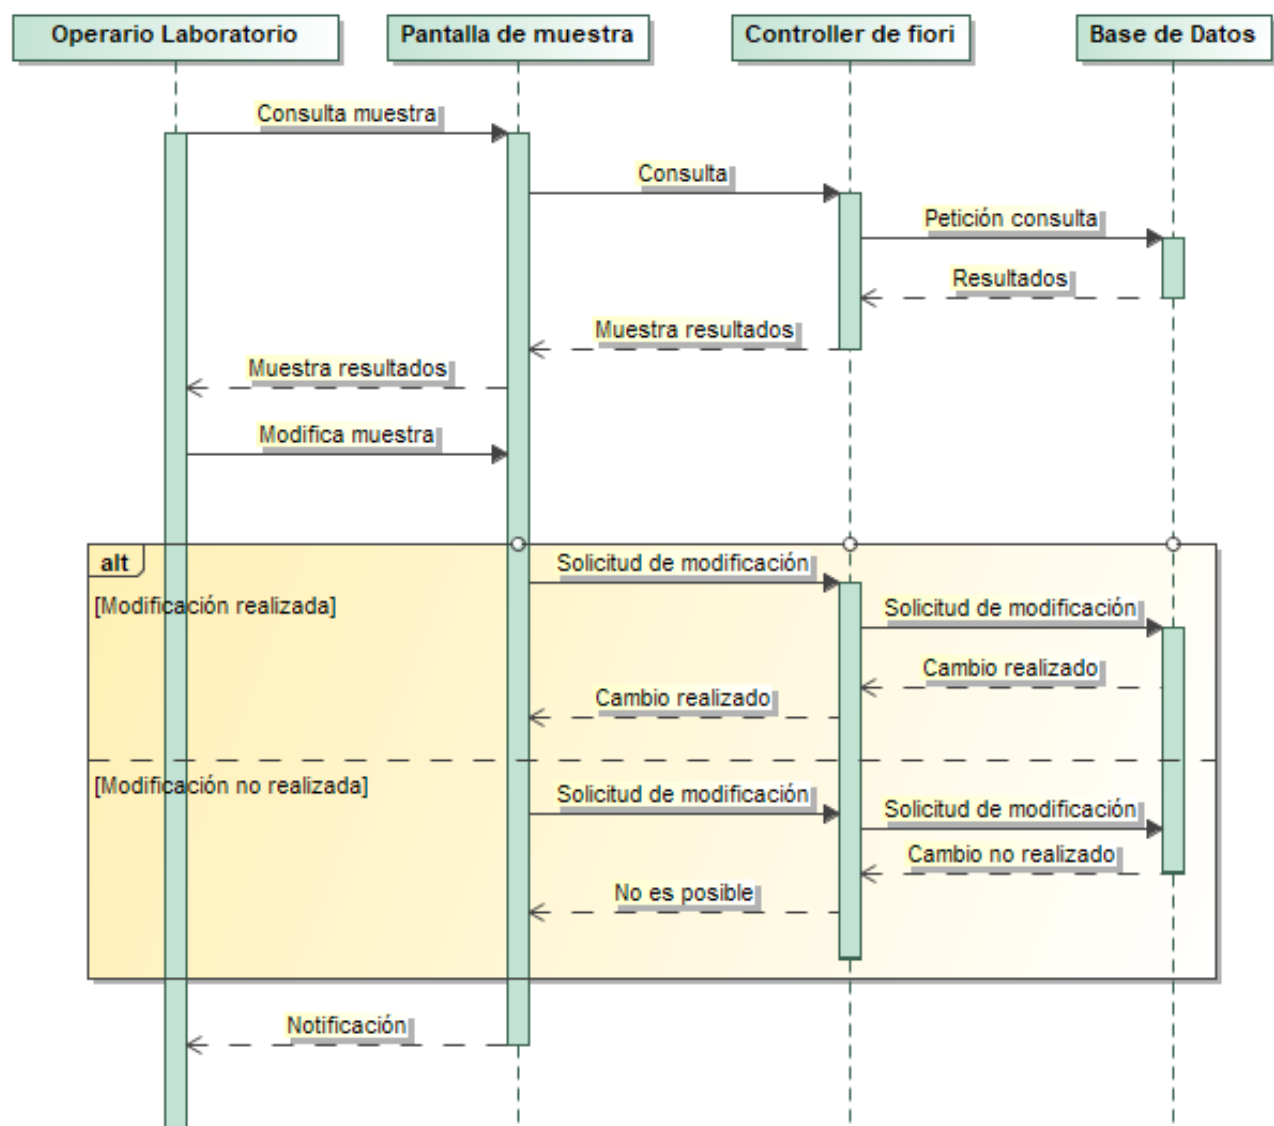 Operario Laboratorio
Pantalla de muestra
Controller de fiori
Base de Datos
Consulta muestra
Consulta
Petición consulta
Resultados
Muestra resultados
Muestra resultados
Modifica muestra
alt
Solicitud de modificación
[Modificación realizada]
Solicitud de modificación
Cambio realizado
Cambio realizado
[Modificación no realizada]
Solicitud de modificación
Solicitud de modificación
Cambio no realizado
No es posible
Notificación